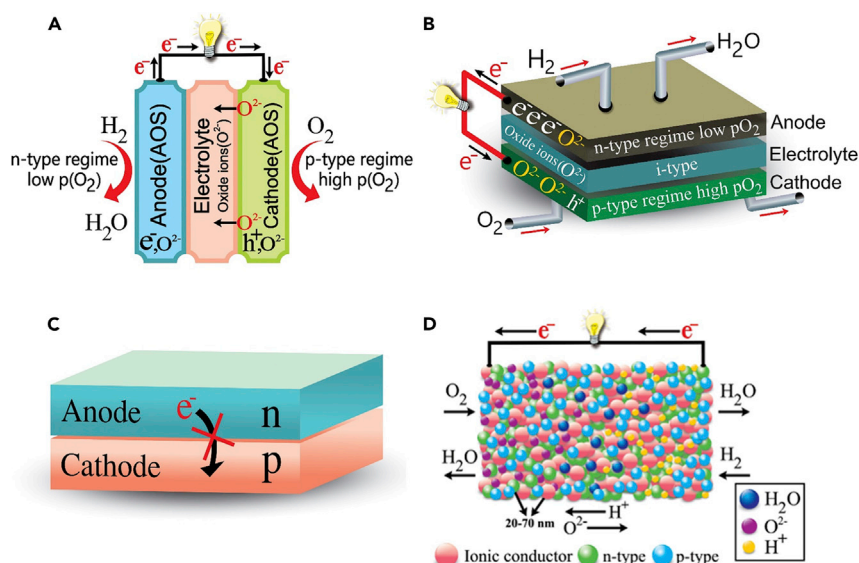 A
e⁻ e⁻
e⁻ e⁻
H₂
n-type regime
low p(O₂)
H₂O
Anode(AOS)
e⁻,O²⁻
Electrolyte
Oxide ions(O²⁻)
O²⁻
O²⁻
Cathode(AOS)
h⁺,O²⁻
O₂
p-type regime
high p(O₂)
B
H₂
H₂O
e⁻
e⁻
e⁻e⁻e⁻O²⁻
n-type regime low pO₂
Anode
Oxide ions(O²⁻)
i-type
Electrolyte
O²⁻ O²⁻ h⁺
p-type regime high pO₂
Cathode
O₂
C
Anode
e⁻
n
Cathode
p
D
e⁻ e⁻
O₂
H₂O
H₂O
H₂
20-70 nm
H⁺
O²⁻
H₂O
O²⁻
H⁺
Ionic conductor n-type p-type